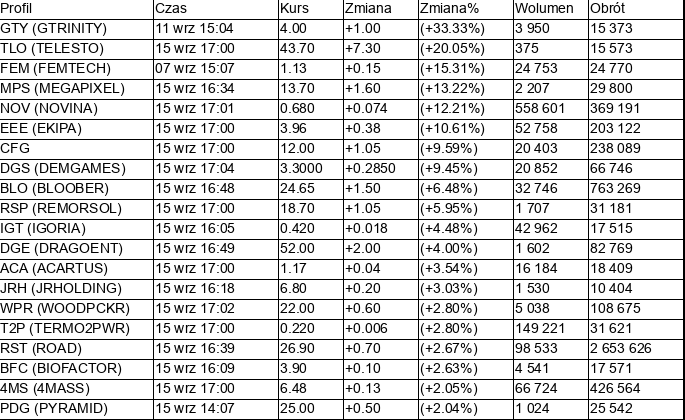 Profil Czas Kurs Zmiana Zmiana% Wolumen Obrót
GTY (GTRINITY) 11 wrz 15:04 4.00 +1.00 (+33.33%) 3 950 15 373
TLO (TELESTO) 15 wrz 17:00 43.70 +7.30 (+20.05%) 375 15 573
FEM (FEMTECH) 07 wrz 15:07 1.13 +0.15 (+15.31%) 24 753 24 770
MPS (MEGAPIXEL) 15 wrz 16:34 13.70 +1.60 (+13.22%) 2 207 29 800
NOV (NOVINA) 15 wrz 17:01 0.680 +0.074 (+12.21%) 558 601 369 191
EEE (EKIPA) 15 wrz 17:00 3.96 +0.38 (+10.61%) 52 758 203 122
CFG 15 wrz 17:00 12.00 +1.05 (+9.59%) 20 403 238 089
DGS (DEMGAMES) 15 wrz 17:04 3.3000 +0.2850 (+9.45%) 20 852 66 746
BLO (BLOOBER) 15 wrz 16:48 24.65 +1.50 (+6.48%) 32 746 763 269
RSP (REMORSOL) 15 wrz 17:00 18.70 +1.05 (+5.95%) 1 707 31 181
IGT (IGORIA) 15 wrz 16:05 0.420 +0.018 (+4.48%) 42 962 17 515
DGE (DRAGOENT) 15 wrz 16:49 52.00 +2.00 (+4.00%) 1 602 82 769
ACA (ACARTUS) 15 wrz 17:00 1.17 +0.04 (+3.54%) 16 184 18 409
JRH (JRHOLDING) 15 wrz 16:18 6.80 +0.20 (+3.03%) 1 530 10 404
WPR (WOODPCKR) 15 wrz 17:02 22.00 +0.60 (+2.80%) 5 038 108 675
T2P (TERMO2PWR) 15 wrz 17:00 0.220 +0.006 (+2.80%) 149 221 31 621
RST (ROAD) 15 wrz 16:39 26.90 +0.70 (+2.67%) 98 533 2 653 626
BFC (BIOFACTOR) 15 wrz 16:09 3.90 +0.10 (+2.63%) 4 541 17 571
4MS (4MASS) 15 wrz 17:00 6.48 +0.13 (+2.05%) 66 724 426 564
PDG (PYRAMID) 15 wrz 14:07 25.00 +0.50 (+2.04%) 1 024 25 542